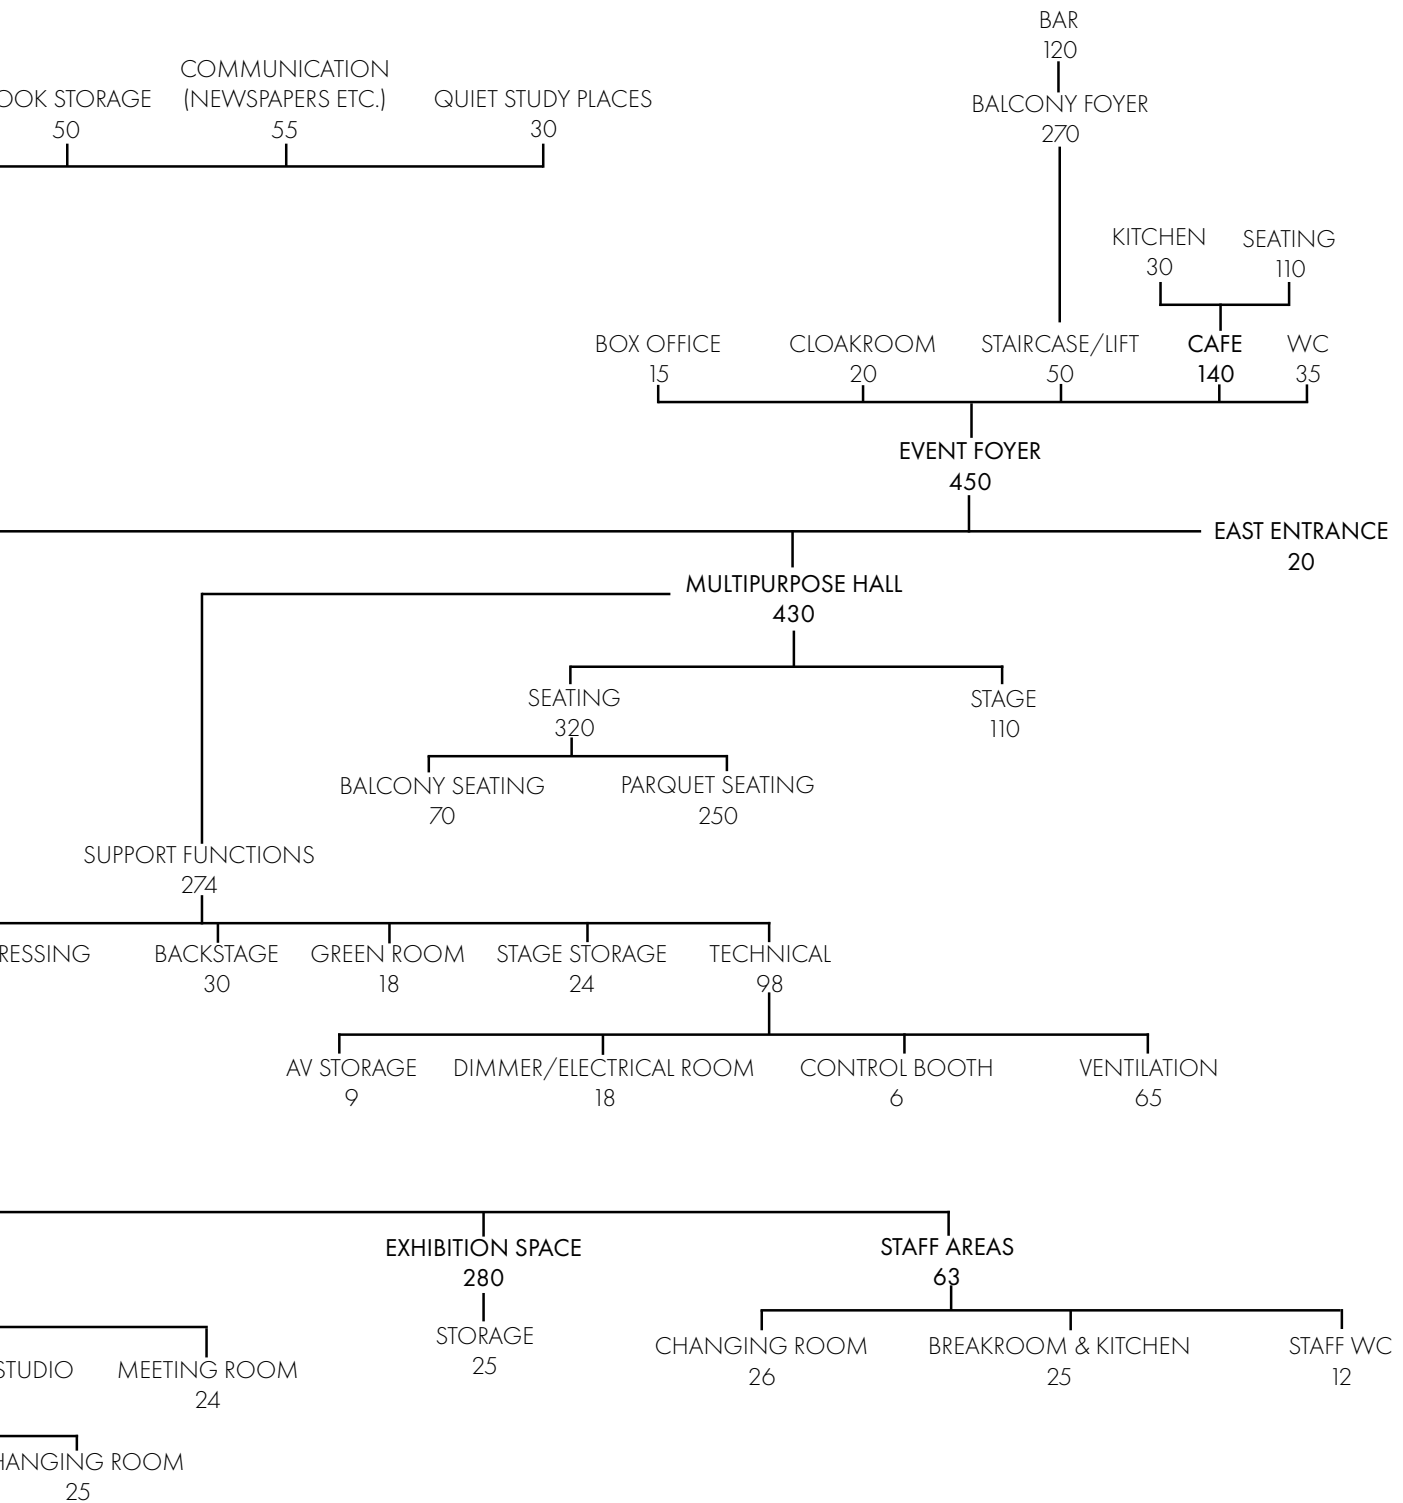 BAR
120
BALCONY FOYER
270
COMMUNICATION
OOK STORAGE (NEWSPAPERS ETC.) QUIET STUDY PLACES
50 55 30
KITCHEN SEATING
30 110
BOX OFFICE CLOAKROOM STAIRCASE/LIFT CAFE WC
15 20 50 140 35
EVENT FOYER
450
EAST ENTRANCE
20
MULTIPURPOSE HALL
430
SEATING STAGE
320 110
BALCONY SEATING PARQUET SEATING
70 250
SUPPORT FUNCTIONS
274
RESSING BACKSTAGE GREEN ROOM STAGE STORAGE TECHNICAL
30 18 24 98
AV STORAGE DIMMER/ELECTRICAL ROOM CONTROL BOOTH VENTILATION
9 18 6 65
EXHIBITION SPACE STAFF AREAS
280 63
STORAGE CHANGING ROOM BREAKROOM & KITCHEN STAFF WC
25 26 25 12
STUDIO MEETING ROOM
24
HANGING ROOM
25